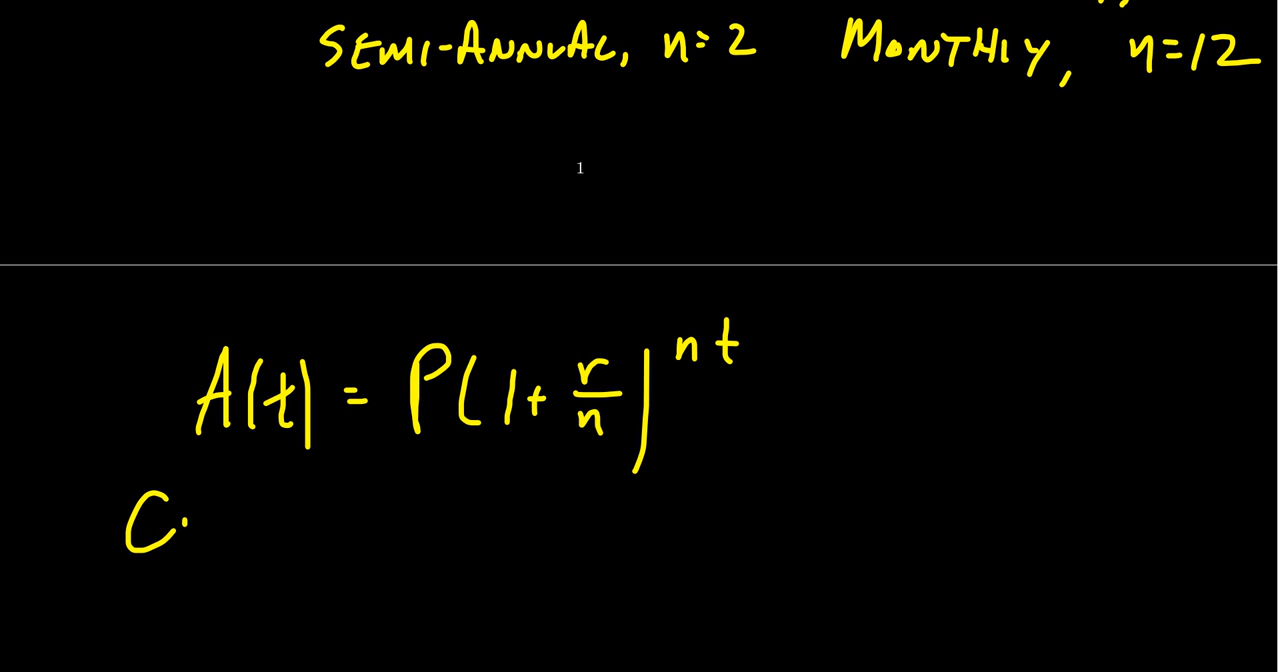 SEMI-ANNUAL, n=2 MONTHLY, n=12
1
A(t) = P(1 + r/n)^nt
C.